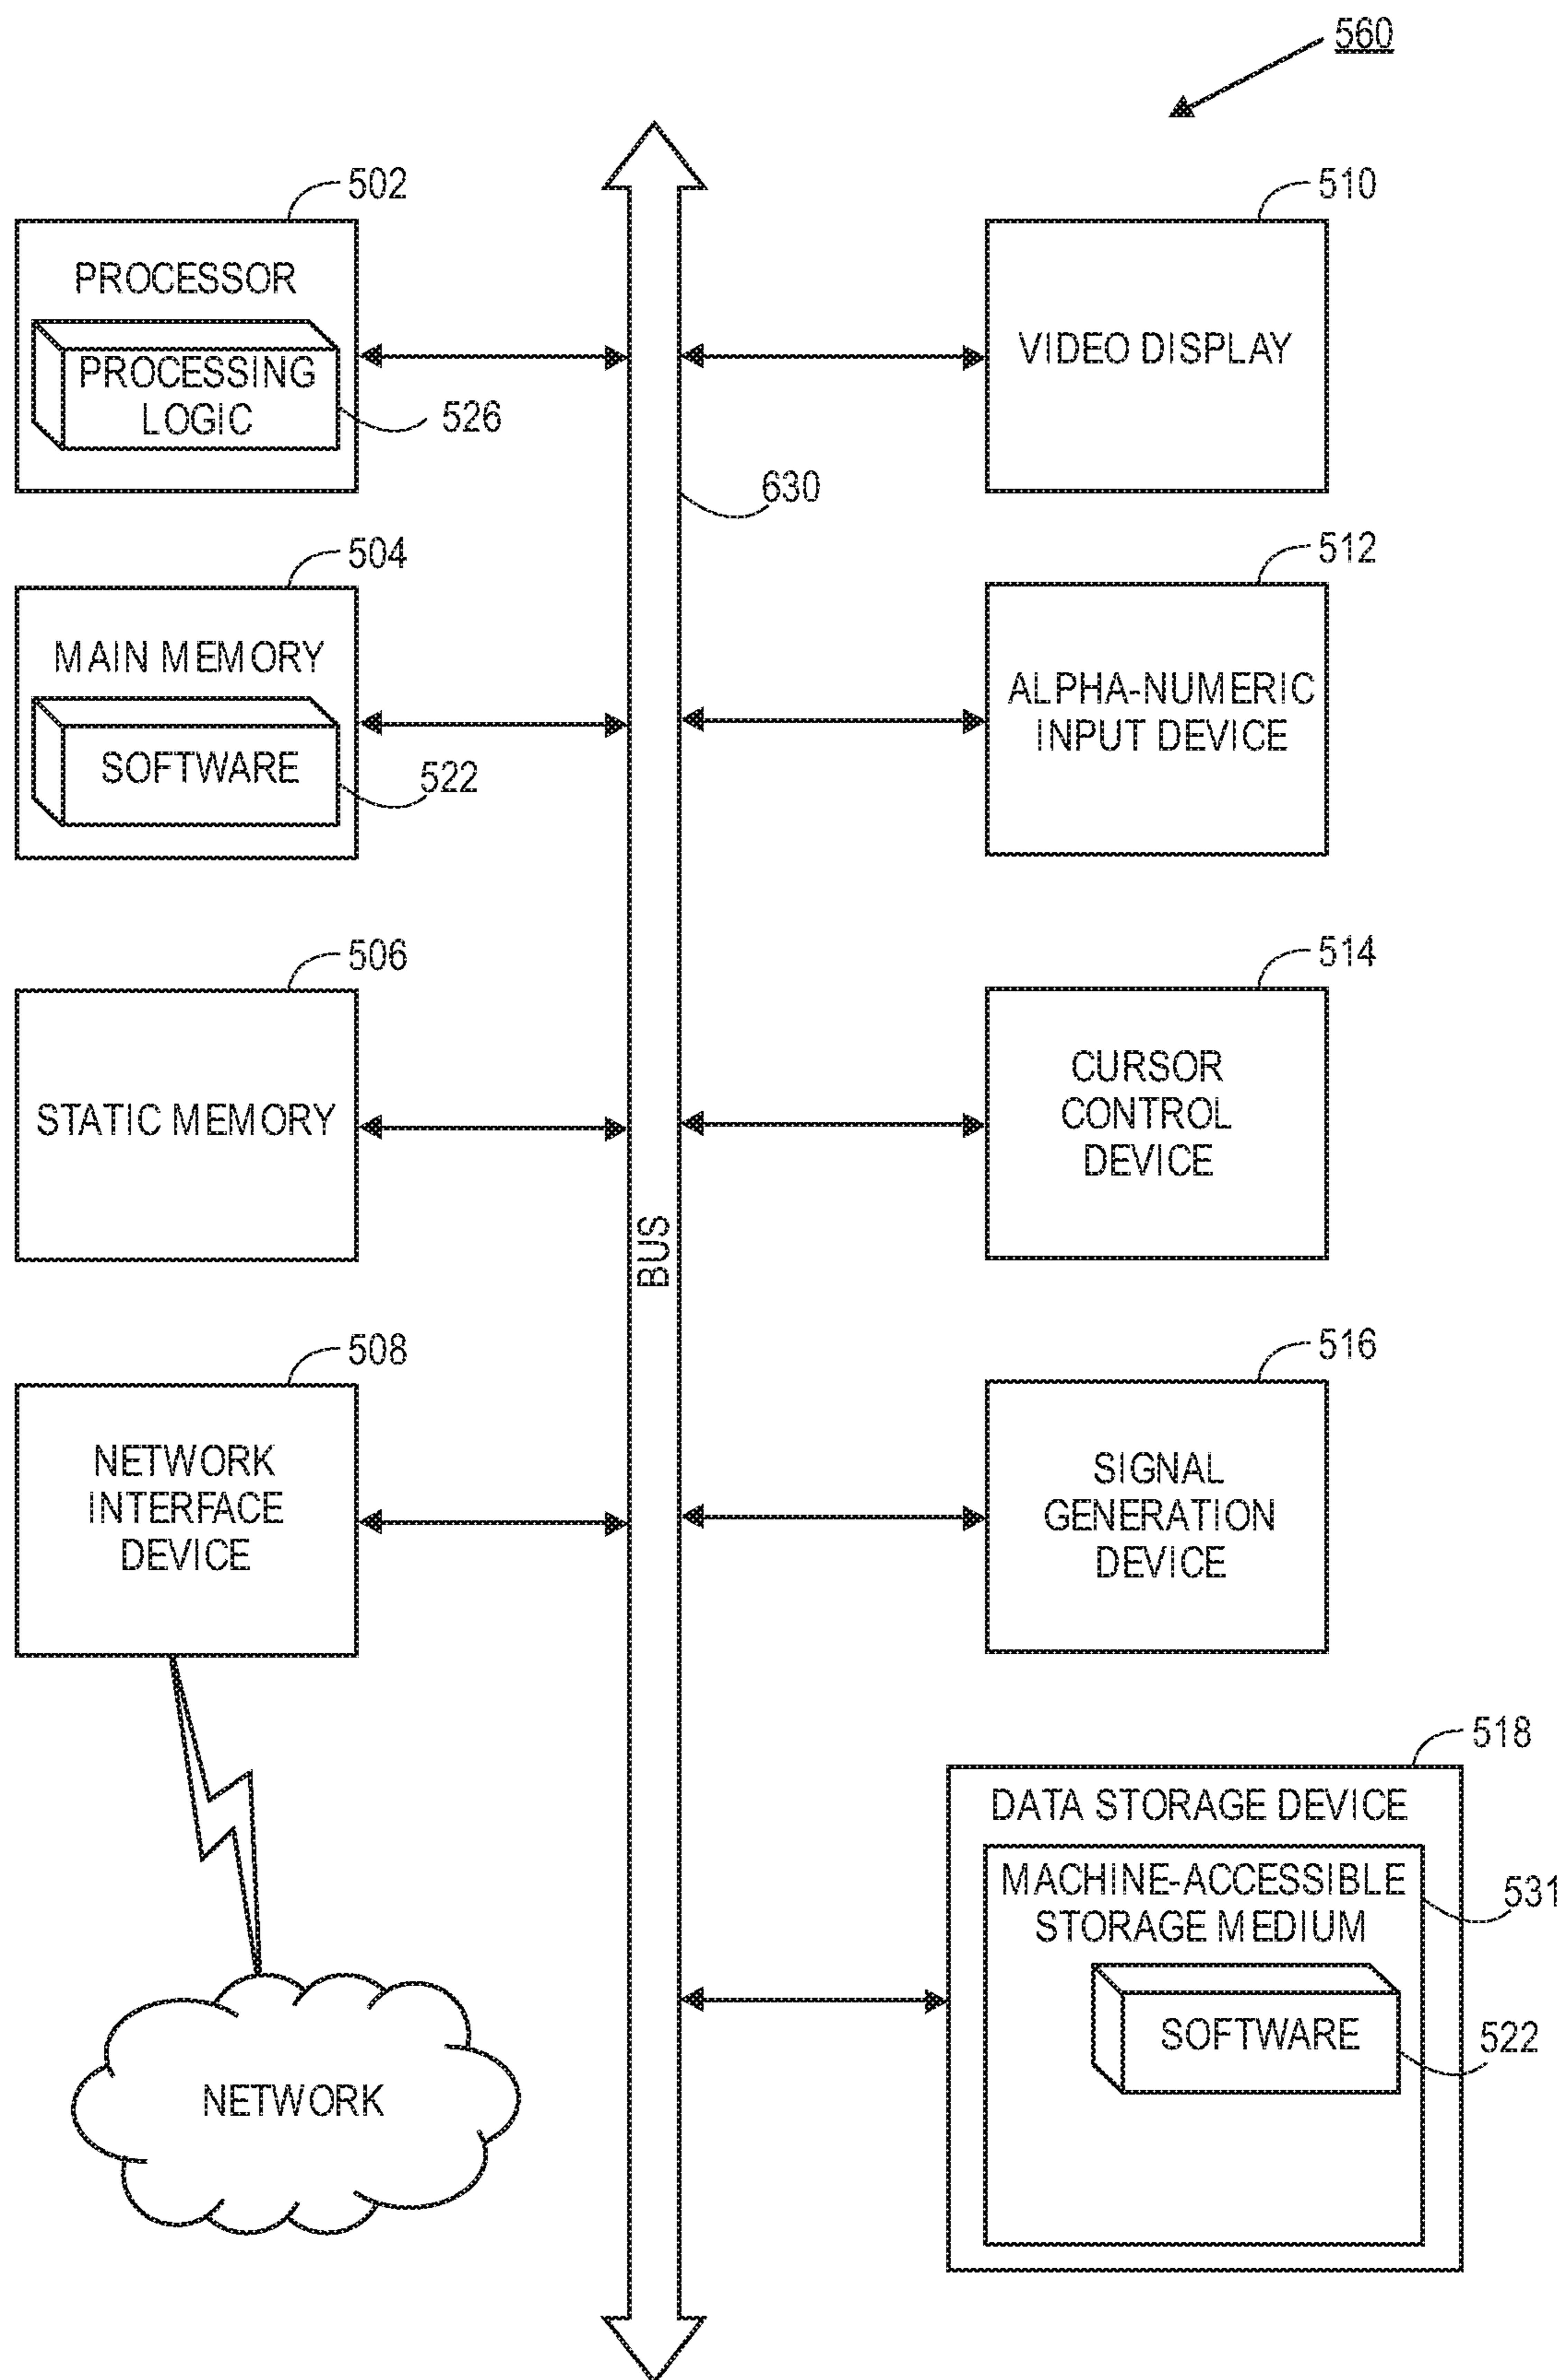 560
502
PROCESSOR
PROCESSING
LOGIC
526
510
VIDEO DISPLAY
630
504
MAIN MEMORY
SOFTWARE
522
512
ALPHA-NUMERIC
INPUT DEVICE
506
STATIC MEMORY
514
CURSOR
CONTROL
DEVICE
BUS
508
NETWORK
INTERFACE
DEVICE
516
SIGNAL
GENERATION
DEVICE
518
DATA STORAGE DEVICE
MACHINE-ACCESSIBLE
STORAGE MEDIUM
531
SOFTWARE
522
NETWORK